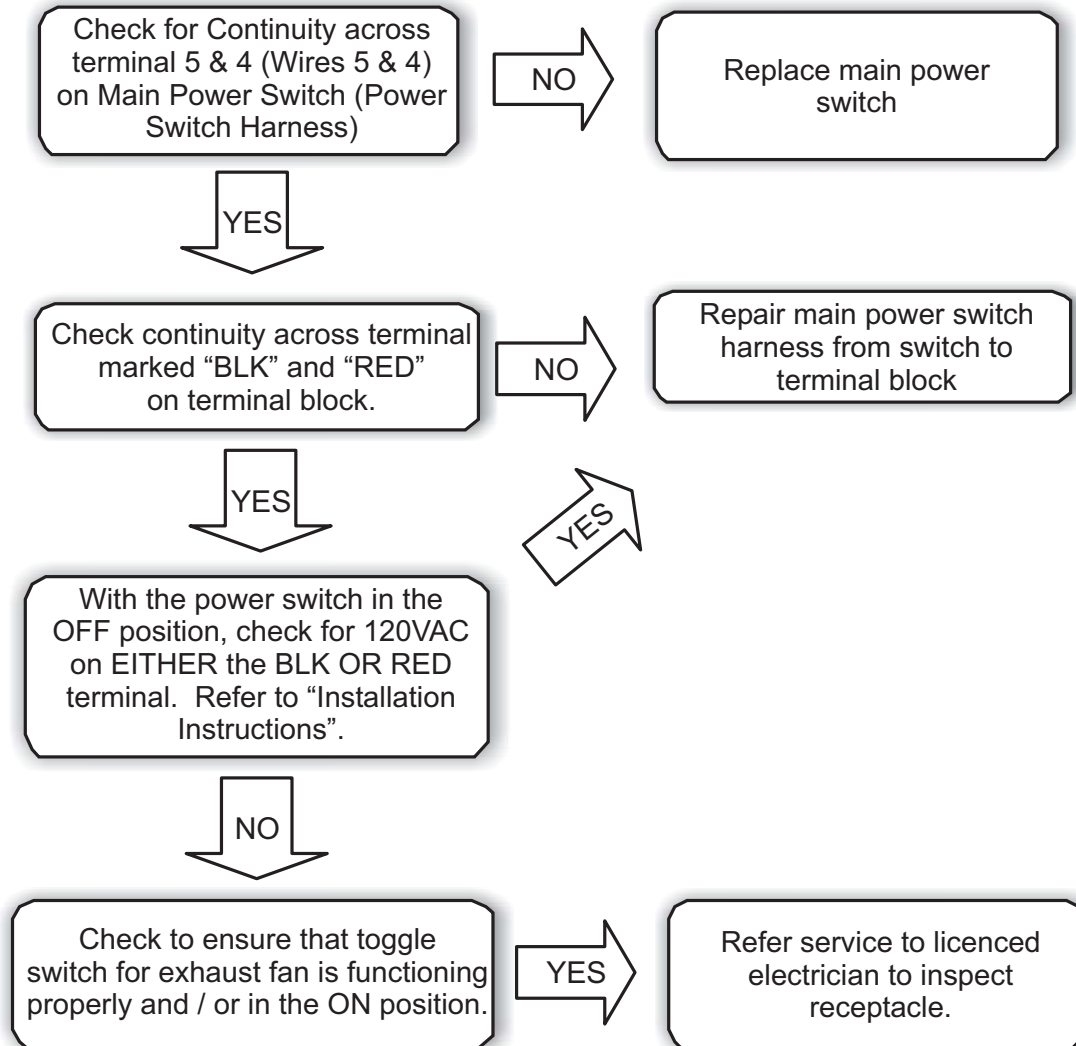 Check for Continuity across
terminal 5 & 4 (Wires 5 & 4)
on Main Power Switch (Power
Switch Harness)
NO
Replace main power
switch
YES
Check continuity across terminal
marked “BLK” and “RED”
on terminal block.
NO
Repair main power switch
harness from switch to
terminal block
YES
YES
With the power switch in the
OFF position, check for 120VAC
on EITHER the BLK OR RED
terminal. Refer to “Installation
Instructions”.
NO
Check to ensure that toggle
switch for exhaust fan is functioning
properly and / or in the ON position.
YES
Refer service to licenced
electrician to inspect
receptacle.